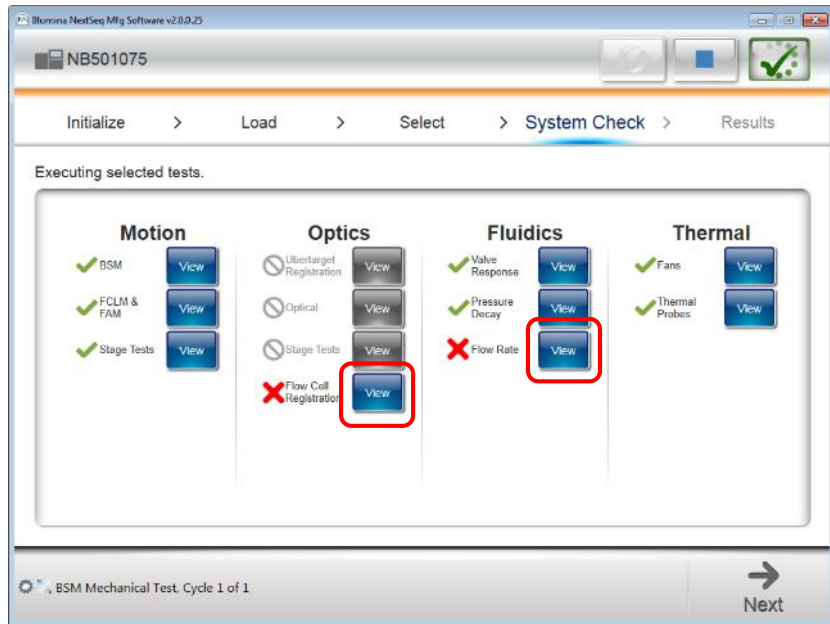 Illumina NextSeq Mfg Software v2.0.0.25
NB501075
Initialize > Load > Select > System Check > Results
Executing selected tests.
Motion
BSM View
FCLM &
FAM View
Stage Tests View
Optics
Ubertarget
Registration View
Optical View
Stage Tests View
Flow Cell
Registration View
Fluidics
Valve
Response View
Pressure
Decay View
Flow Rate View
Thermal
Fans View
Thermal
Probes View
BSM Mechanical Test, Cycle 1 of 1
Next